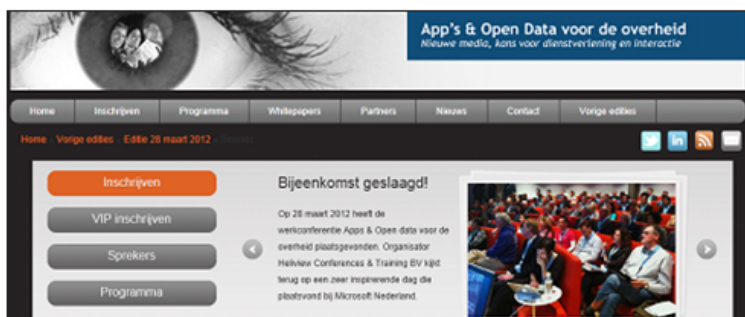 App's & Open Data voor de overheid
Nieuwe media, kans voor dienstverlening en interactie
Home Inschrijven Programma Whitepapers Partners Nieuws Contact Vorige edities
Home Vorige edities Editie 28 maart 2012
Inschrijven
VIP inschrijven
Sprekers
Programma
Bijeenkomst geslaagd!
Op 28 maart 2012 heeft de
werkconferentie Apps & Open data voor de
overheid plaatsgevonden. Organisator
Heliview Conferences & Training BV kijkt
terug op een zeer inspirerende dag die
plaatsvond bij Microsoft Nederland.